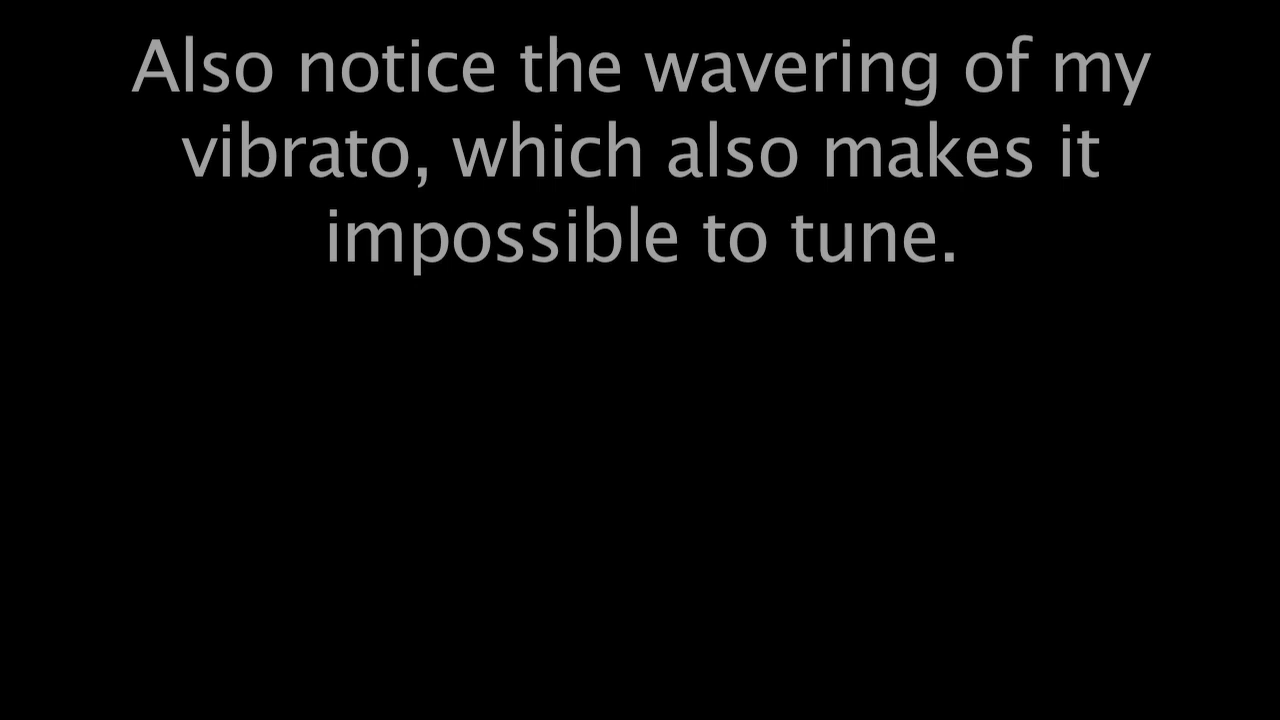 Also notice the wavering of my
vibrato, which also makes it
impossible to tune.